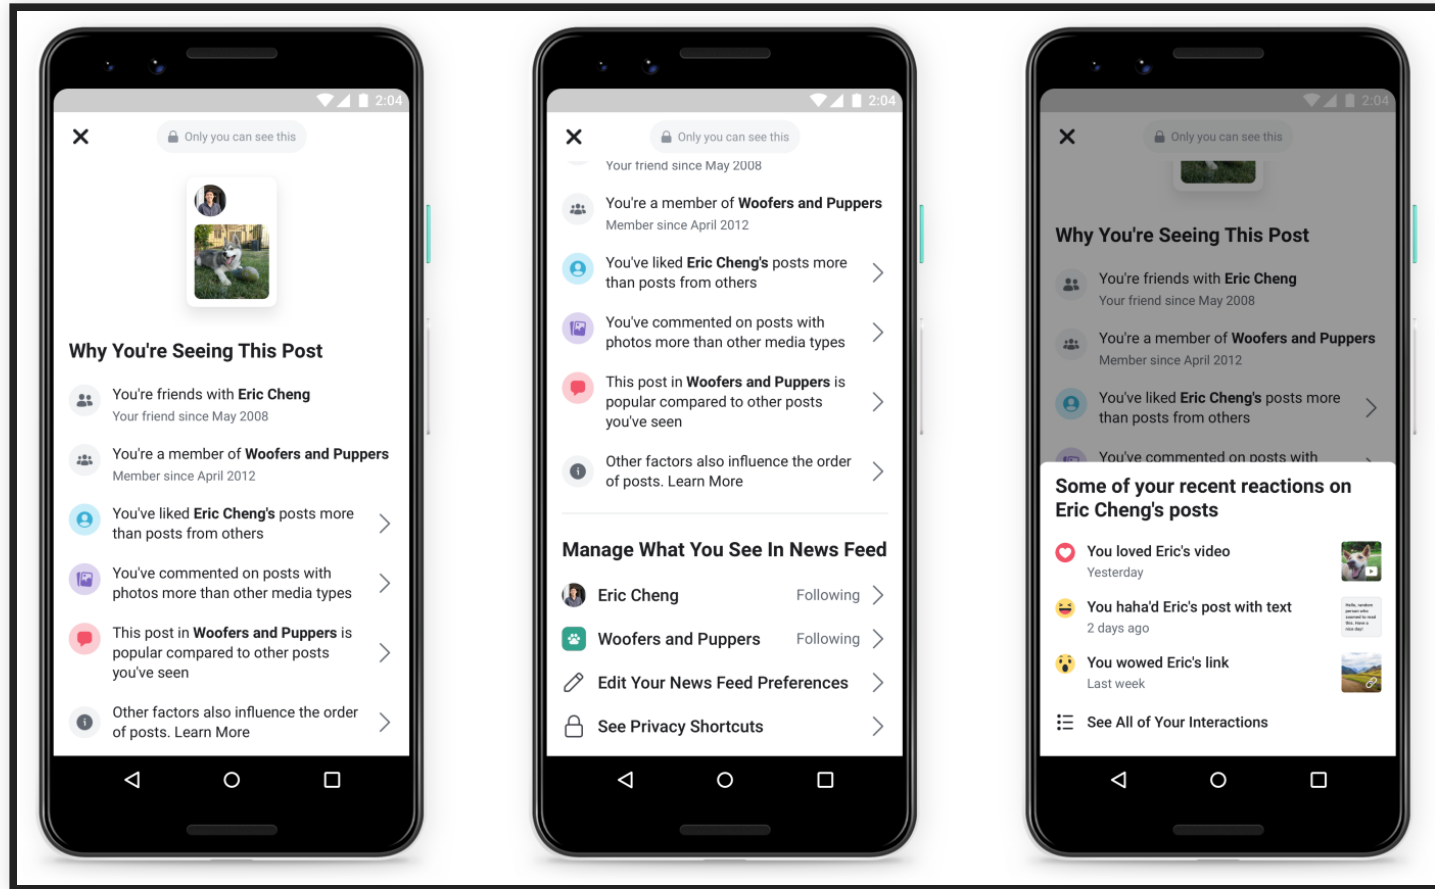 2:04
Only you can see this
Why You're Seeing This Post
You're friends with Eric Cheng
Your friend since May 2008
You're a member of Woofers and Puppers
Member since April 2012
You've liked Eric Cheng's posts more
than posts from others
You've commented on posts with
photos more than other media types
This post in Woofers and Puppers is
popular compared to other posts
you've seen
Other factors also influence the order
of posts. Learn More
2:04
Only you can see this
Your friend since May 2008
You're a member of Woofers and Puppers
Member since April 2012
You've liked Eric Cheng's posts more
than posts from others
You've commented on posts with
photos more than other media types
This post in Woofers and Puppers is
popular compared to other posts
you've seen
Other factors also influence the order
of posts. Learn More
Manage What You See In News Feed
Eric Cheng Following
Woofers and Puppers Following
Edit Your News Feed Preferences
See Privacy Shortcuts
2:04
Only you can see this
Why You're Seeing This Post
You're friends with Eric Cheng
Your friend since May 2008
You're a member of Woofers and Puppers
Member since April 2012
You've liked Eric Cheng's posts more
than posts from others
You've commented on posts with
Some of your recent reactions on
Eric Cheng's posts
You loved Eric's video
Yesterday
You haha'd Eric's post with text
2 days ago
Hello, random
person who
zoomed to read
this. Have a
nice day!
You wowed Eric's link
Last week
See All of Your Interactions